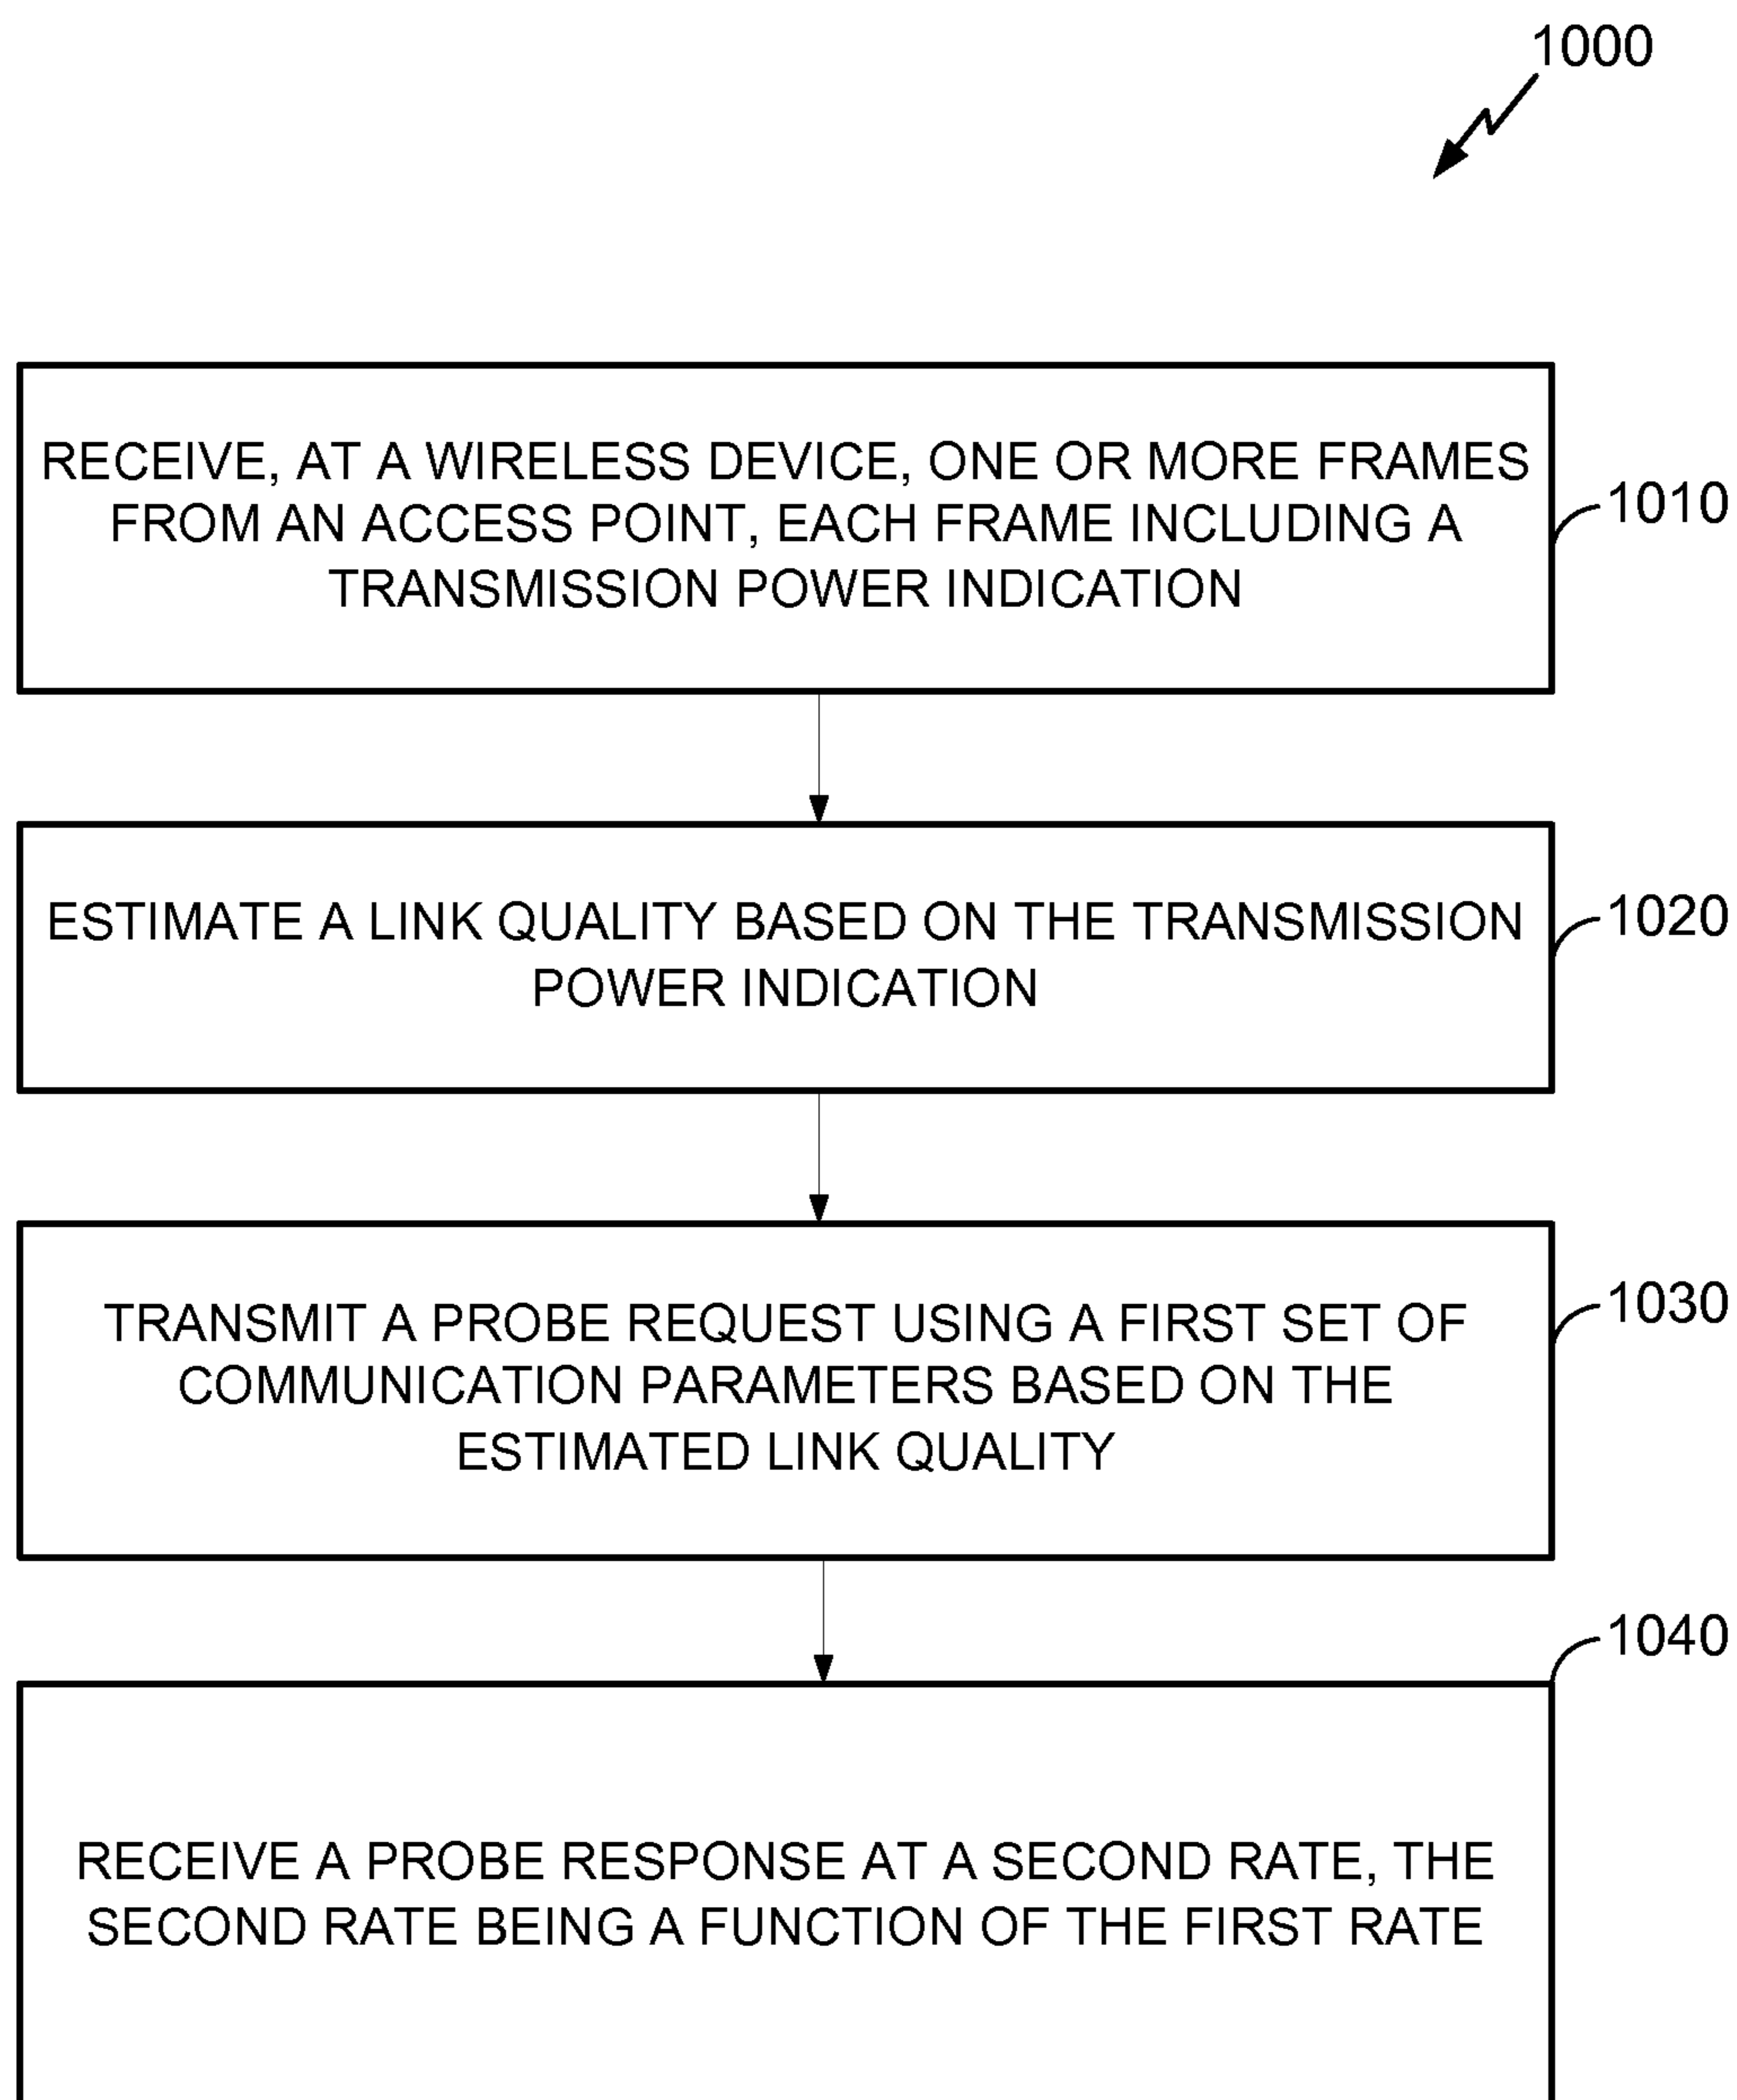 1000
RECEIVE, AT A WIRELESS DEVICE, ONE OR MORE FRAMES
FROM AN ACCESS POINT, EACH FRAME INCLUDING A
TRANSMISSION POWER INDICATION
1010
ESTIMATE A LINK QUALITY BASED ON THE TRANSMISSION
POWER INDICATION
1020
TRANSMIT A PROBE REQUEST USING A FIRST SET OF
COMMUNICATION PARAMETERS BASED ON THE
ESTIMATED LINK QUALITY
1030
1040
RECEIVE A PROBE RESPONSE AT A SECOND RATE, THE
SECOND RATE BEING A FUNCTION OF THE FIRST RATE